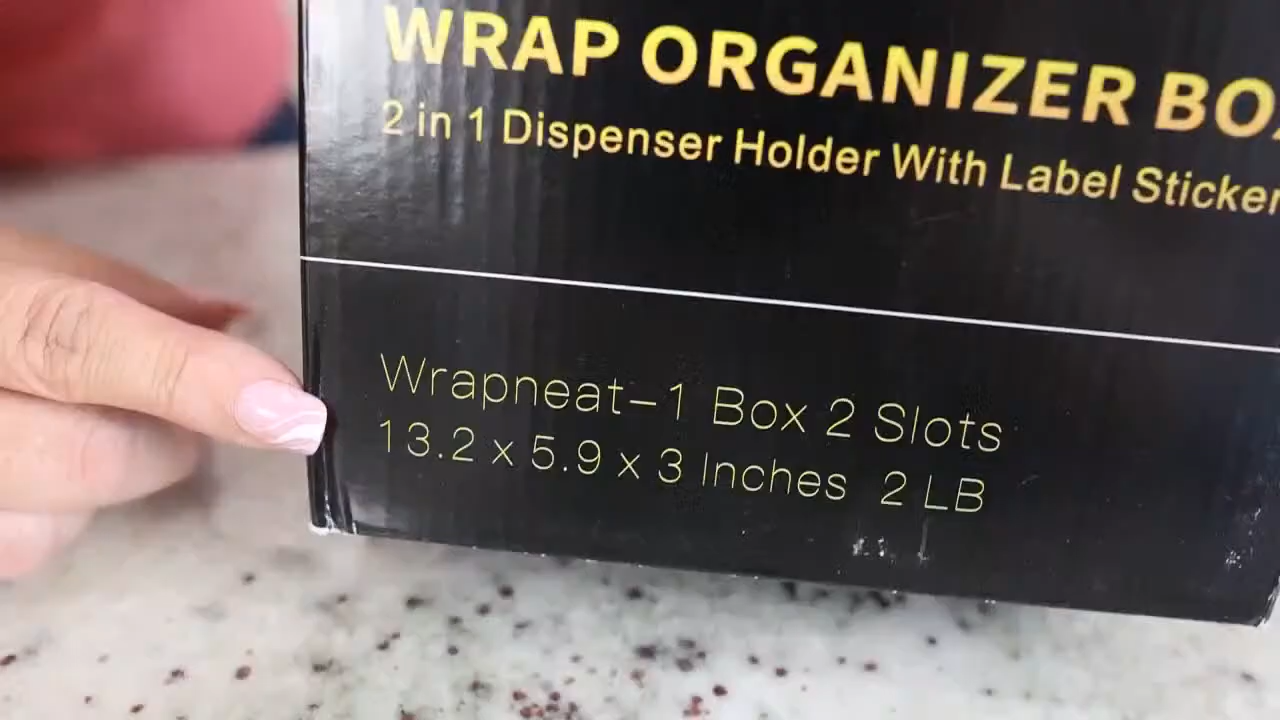 WRAP ORGANIZER BO
2 in 1 Dispenser Holder With Label Sticker
Wrapneat-1 Box 2 Slots
13.2 x 5.9 x 3 Inches 2 LB